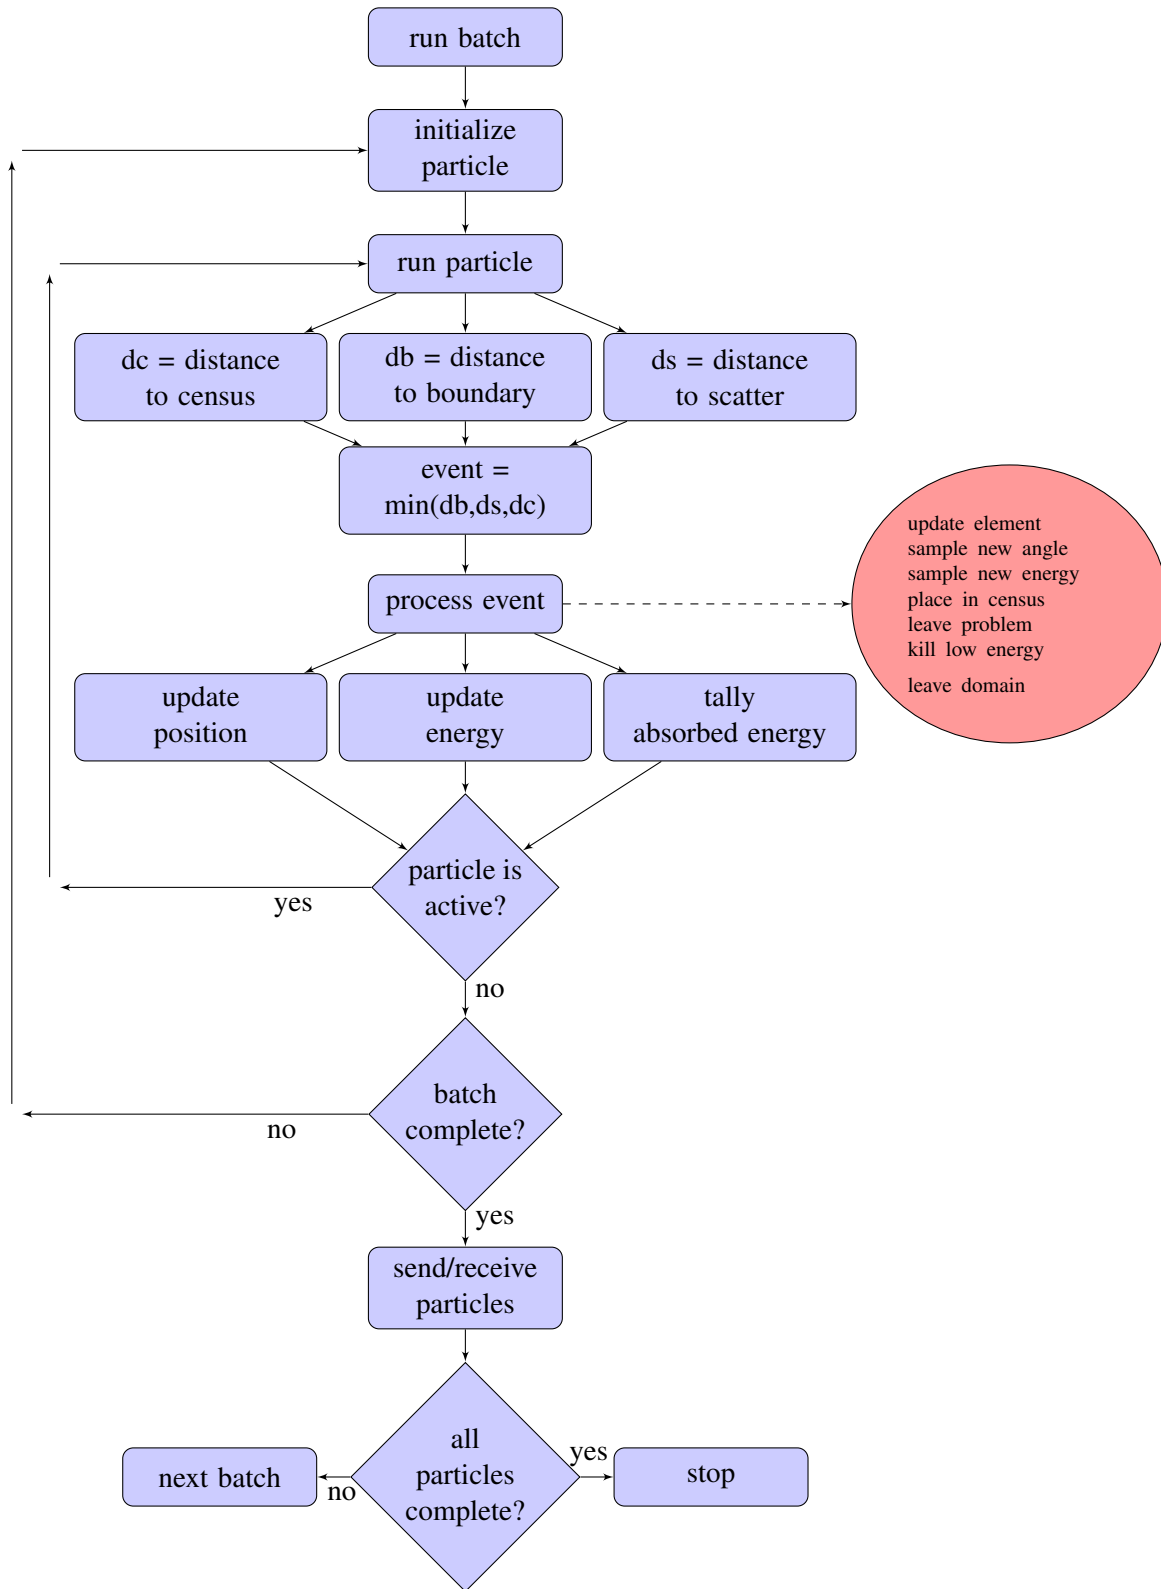 run batch
initialize
particle
run particle
dc = distance
to census
db = distance
to boundary
ds = distance
to scatter
event =
min(db,ds,dc)
process event
update element
sample new angle
sample new energy
place in census
leave problem
kill low energy
leave domain
update
position
update
energy
tally
absorbed energy
particle is
active?
yes
no
batch
complete?
no
yes
send/receive
particles
all
particles
complete?
yes
no
next batch
stop